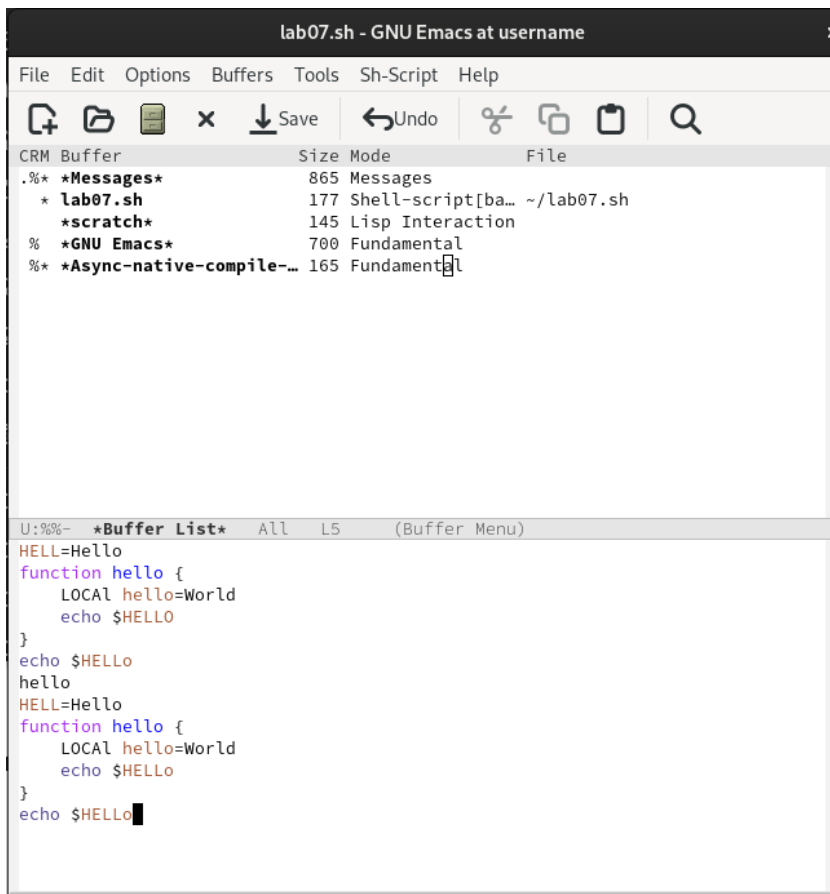 lab07.sh - GNU Emacs at username
File Edit Options Buffers Tools Sh-Script Help
Save Undo
CRM Buffer Size Mode File
.%* *Messages* 865 Messages
* lab07.sh 177 Shell-script[ba… ~/lab07.sh
*scratch* 145 Lisp Interaction
% *GNU Emacs* 700 Fundamental
%* *Async-native-compile-… 165 Fundamental
U:%%- *Buffer List* All L5 (Buffer Menu)
HELL=Hello
function hello {
    LOCAl hello=World
    echo $HELLO
}
echo $HELLo
hello
HELL=Hello
function hello {
    LOCAl hello=World
    echo $HELLo
}
echo $HELLo